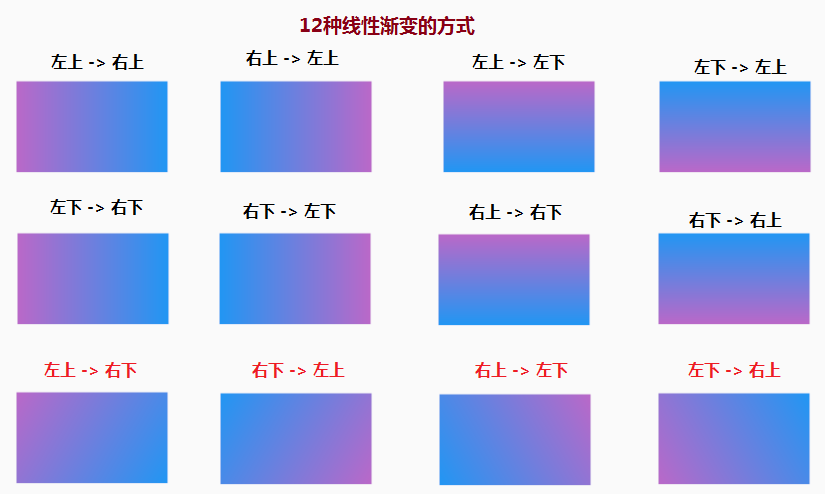 12种线性渐变的方式
左上 -> 右上
右上 -> 左上
左上 -> 左下
左下 -> 左上
左下 -> 右下
右下 -> 左下
右上 -> 右下
右下 -> 右上
左上 -> 右下
右下 -> 左上
右上 -> 左下
左下 -> 右上